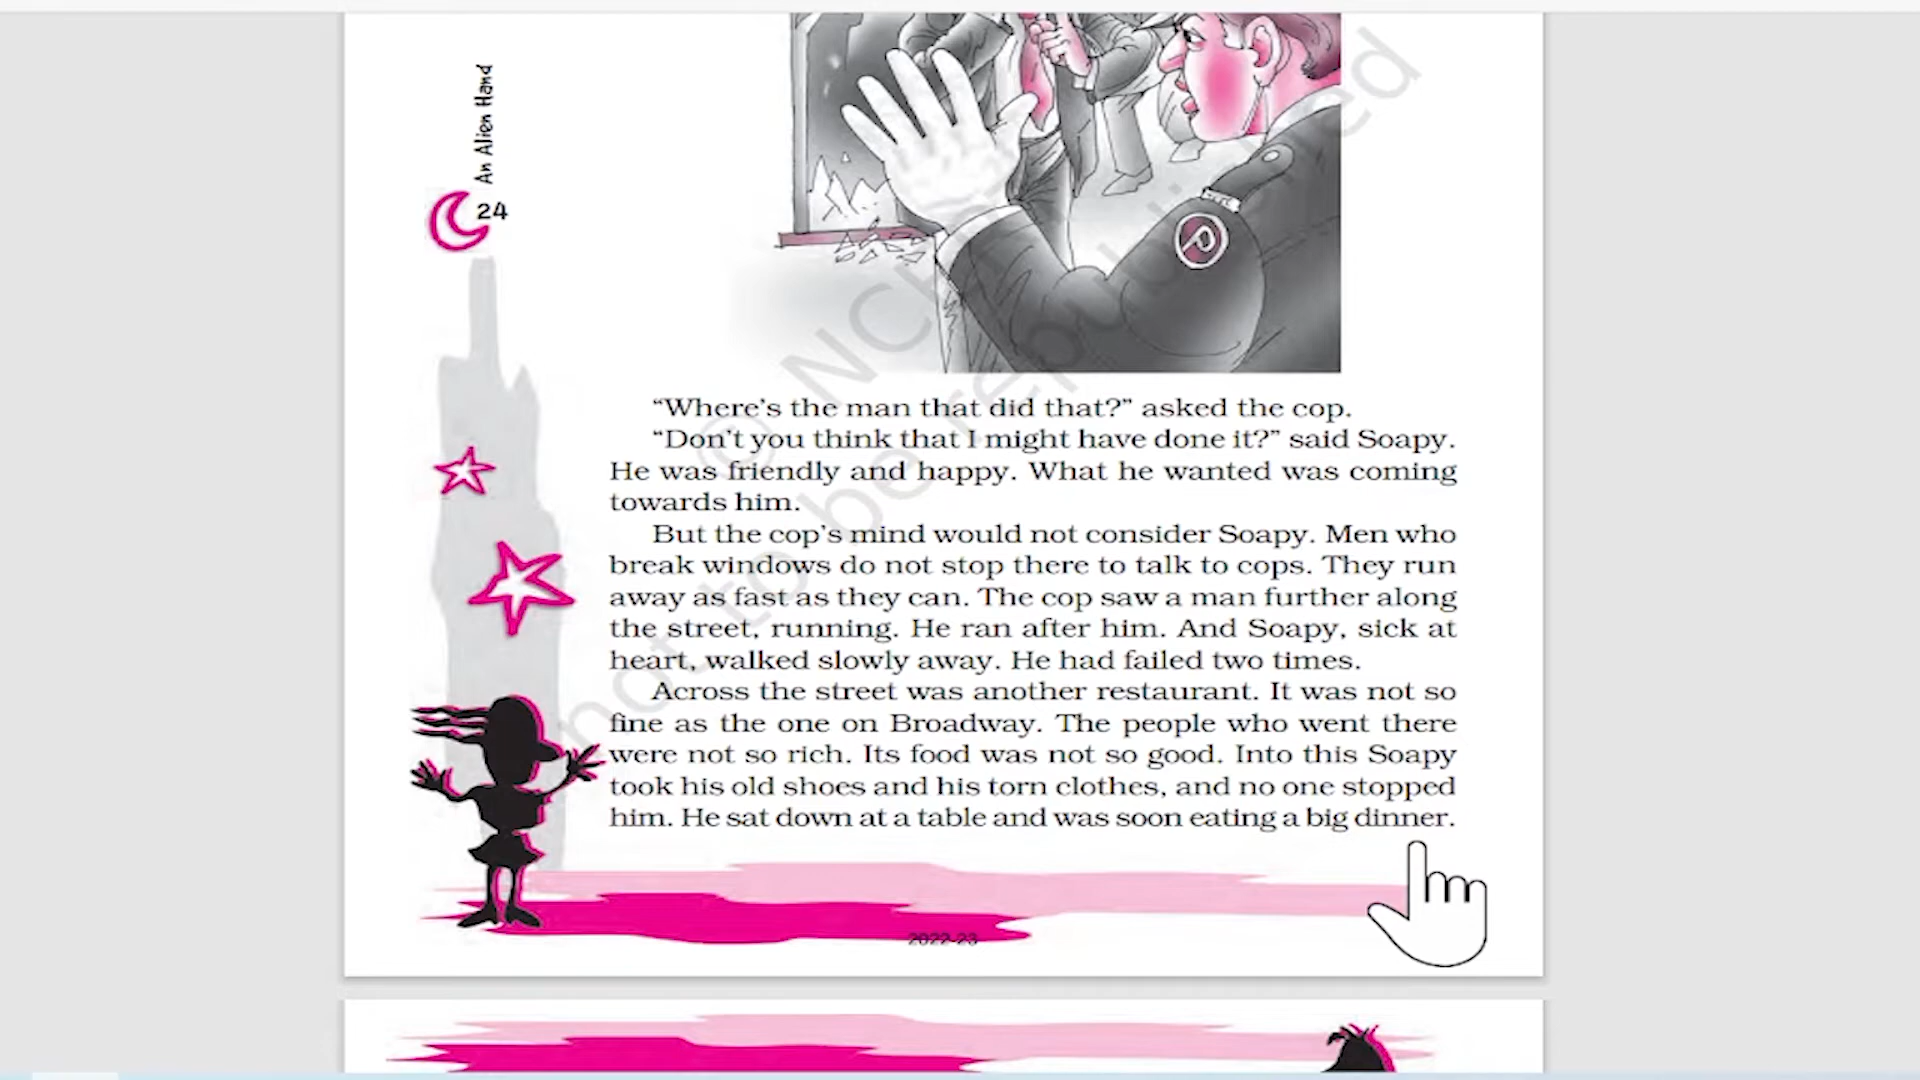 An Alien Hand
24
P
“Where’s the man that did that?” asked the cop.
“Don’t you think that I might have done it?” said Soapy.
He was friendly and happy. What he wanted was coming
towards him.
But the cop’s mind would not consider Soapy. Men who
break windows do not stop there to talk to cops. They run
away as fast as they can. The cop saw a man further along
the street, running. He ran after him. And Soapy, sick at
heart, walked slowly away. He had failed two times.
Across the street was another restaurant. It was not so
fine as the one on Broadway. The people who went there
were not so rich. Its food was not so good. Into this Soapy
took his old shoes and his torn clothes, and no one stopped
him. He sat down at a table and was soon eating a big dinner.
2022-23
not to be republished